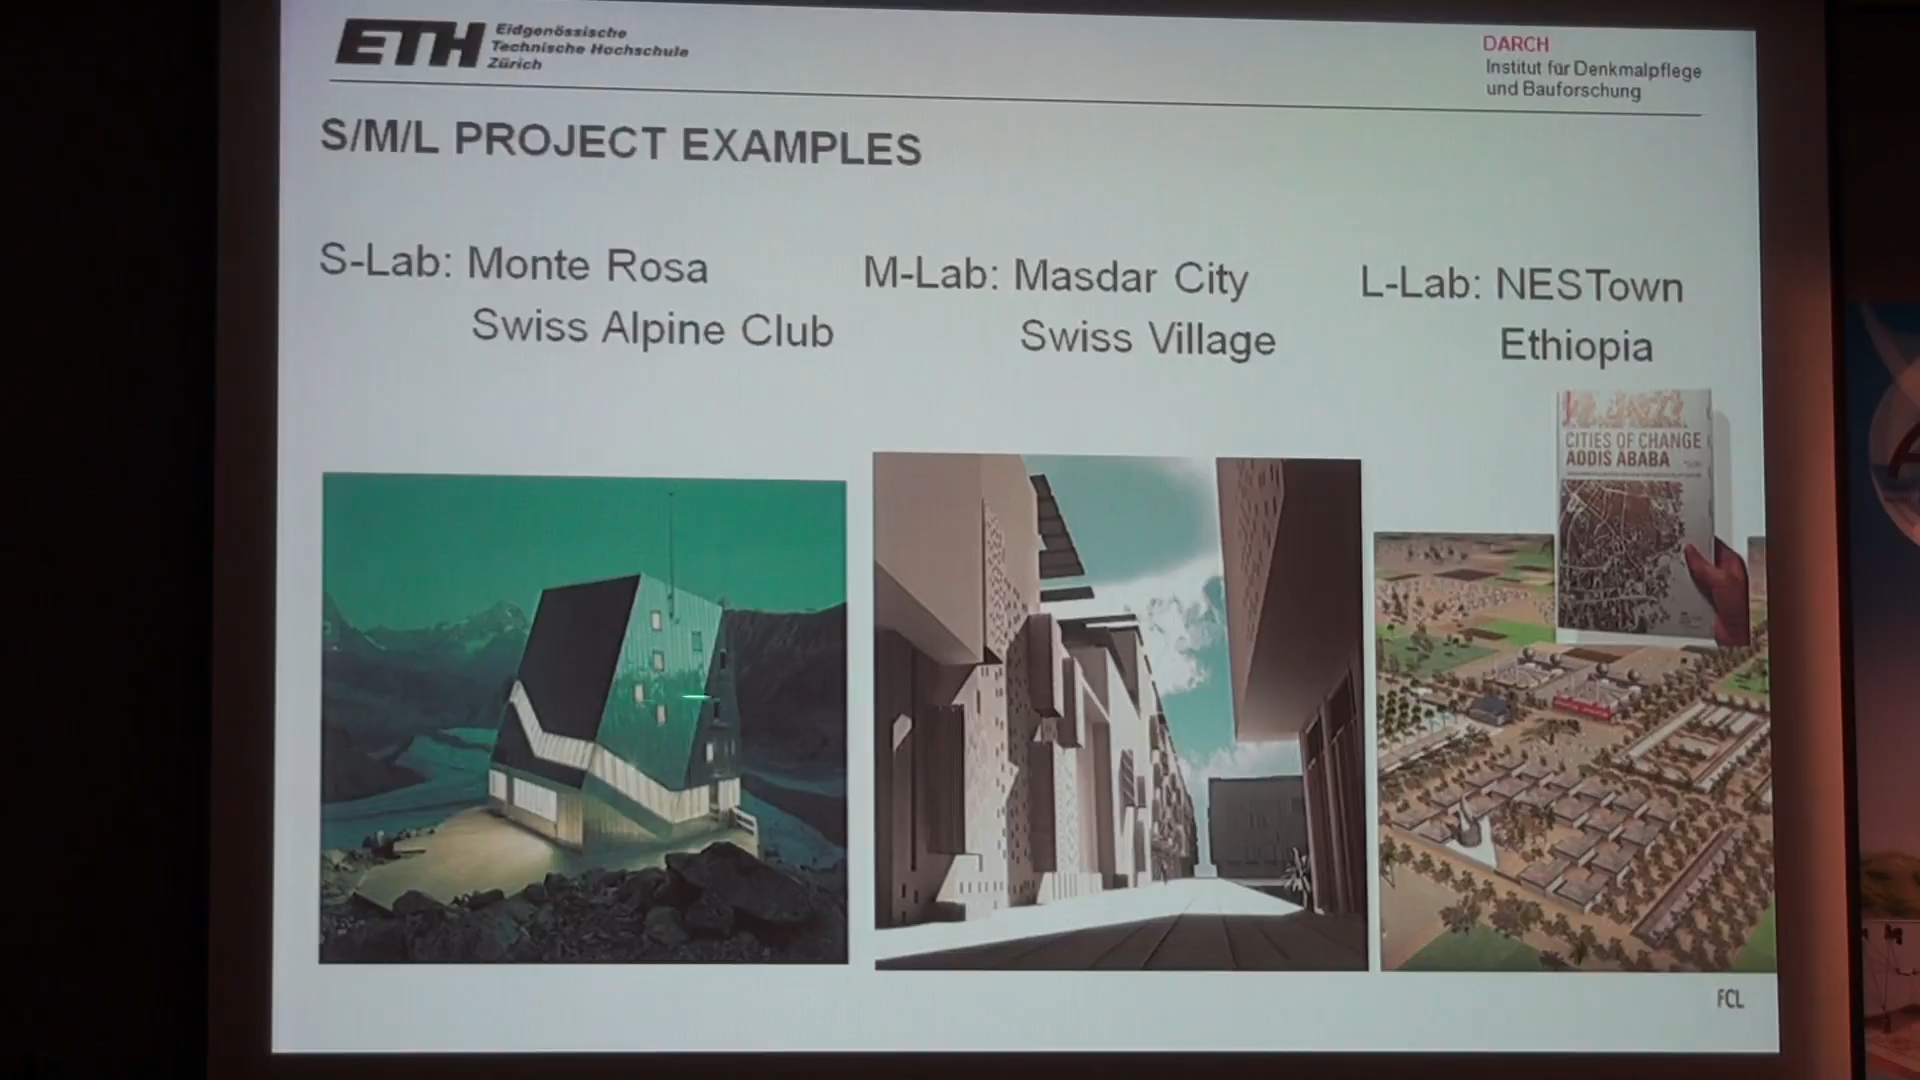 ETH Eidgenössische
Technische Hochschule
Zürich
DARCH
Institut für Denkmalpflege
und Bauforschung
S/M/L PROJECT EXAMPLES
S-Lab: Monte Rosa
Swiss Alpine Club
M-Lab: Masdar City
Swiss Village
L-Lab: NESTown
Ethiopia
CITIES OF CHANGE
ADDIS ABABA
FCL